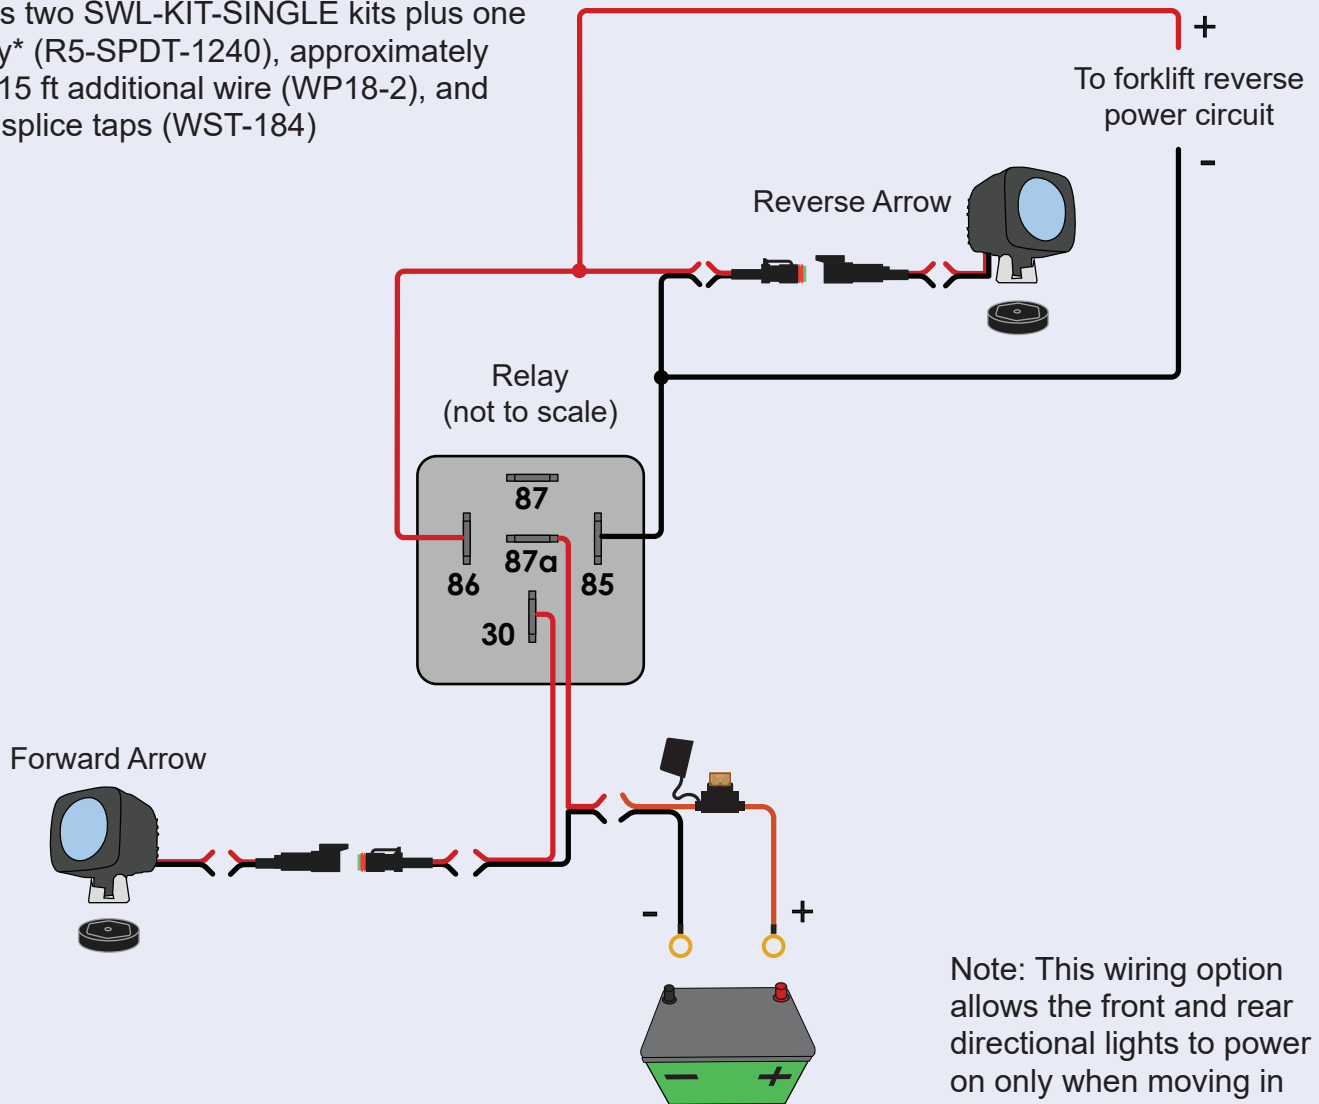 s two SWL-KIT-SINGLE kits plus one
y* (R5-SPDT-1240), approximately
15 ft additional wire (WP18-2), and
splice taps (WST-184)
+
To forklift reverse
power circuit
-
Reverse Arrow
Relay
(not to scale)
87
87a
86
85
30
Forward Arrow
-
+
Note: This wiring option
allows the front and rear
directional lights to power
on only when moving in